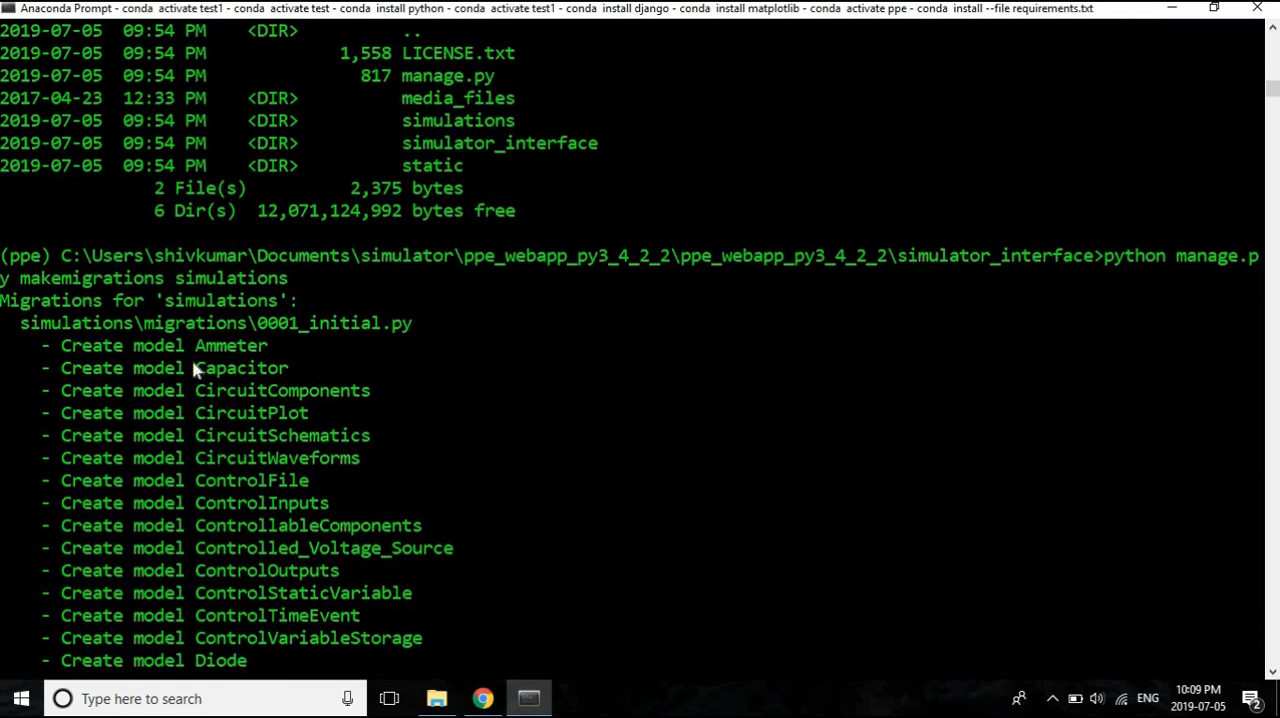 Anaconda Prompt - conda activate test1 - conda activate test - conda install python - conda activate test1 - conda install django - conda install matplotlib - conda activate ppe - conda install --file requirements.txt
2019-07-05 09:54 PM <DIR> ..
2019-07-05 09:54 PM 1,558 LICENSE.txt
2019-07-05 09:54 PM 817 manage.py
2017-04-23 12:33 PM <DIR> media_files
2019-07-05 09:54 PM <DIR> simulations
2019-07-05 09:54 PM <DIR> simulator_interface
2019-07-05 09:54 PM <DIR> static
2 File(s) 2,375 bytes
6 Dir(s) 12,071,124,992 bytes free
(ppe) C:\Users\shivkumar\Documents\simulator\ppe_webapp_py3_4_2_2\ppe_webapp_py3_4_2_2\simulator_interface>python manage.p
y makemigrations simulations
Migrations for 'simulations':
simulations\migrations\0001_initial.py
- Create model Ammeter
- Create model Capacitor
- Create model CircuitComponents
- Create model CircuitPlot
- Create model CircuitSchematics
- Create model CircuitWaveforms
- Create model ControlFile
- Create model ControlInputs
- Create model ControllableComponents
- Create model Controlled_Voltage_Source
- Create model ControlOutputs
- Create model ControlStaticVariable
- Create model ControlTimeEvent
- Create model ControlVariableStorage
- Create model Diode
Type here to search
ENG
10:09 PM
2019-07-05
2